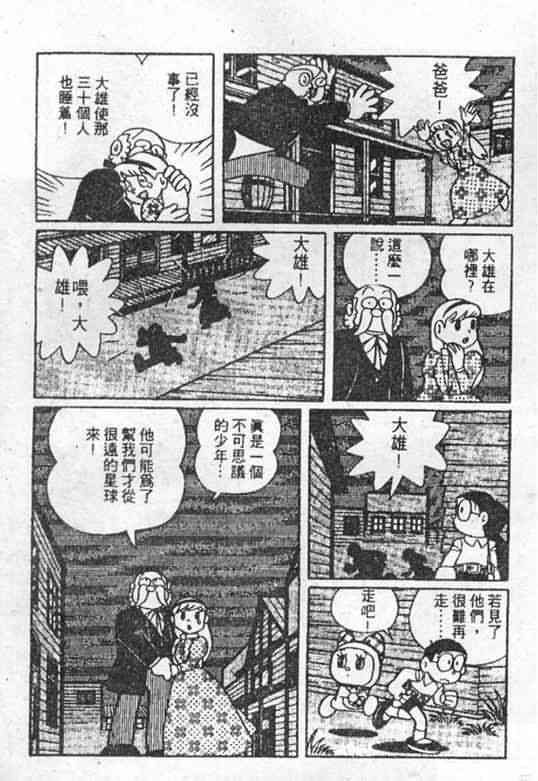 爸爸！
已經沒
事了！
大雄使那
三十個人
也睡着！
大雄在
哪裡？
這麼一
說……
大雄！
喂，大
雄！
大雄！
若見了
他們，
很難再
走……
走吧！
眞是一個
不可思議
的少年…
他可能爲了
幫我們才從
很遠的星球
來！